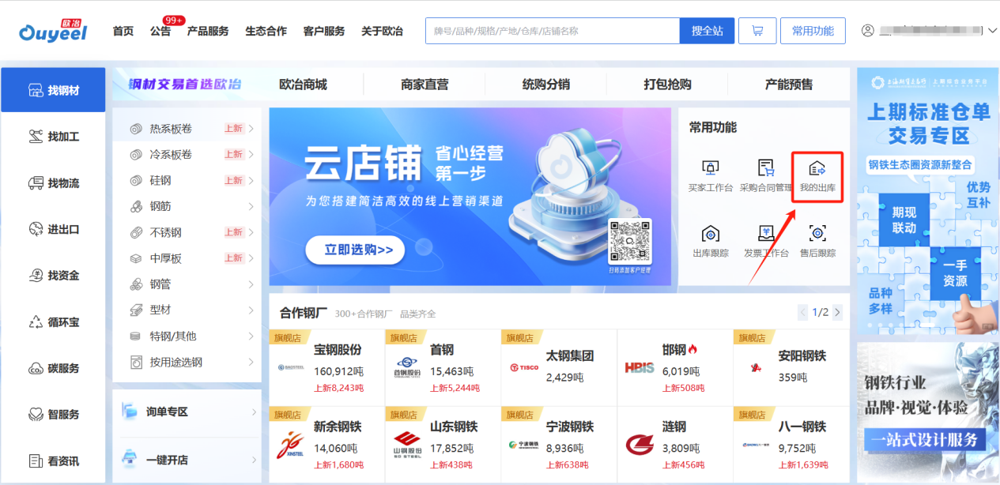 欧冶
Ouyeel
首页
公告
99+
产品服务
生态合作
客户服务
关于欧冶
牌号/品种/规格/产地/仓库/店铺名称
搜全站
常用功能
找钢材
找加工
找物流
进出口
找资金
循环宝
碳服务
智服务
看资讯
钢材交易首选欧冶
欧冶商城
商家直营
统购分销
打包抢购
产能预售
热系板卷 上新
冷系板卷 上新
硅钢 上新
钢筋
不锈钢 上新
中厚板 上新
钢管
型材
特钢/其他
按用途选钢
询单专区
一键开店
云店铺
省心经营
第一步
为您搭建简洁高效的线上营销渠道
立即选购>>
扫码添加客户经理
常用功能
买家工作台
采购合同管理
我的出库
出库跟踪
发票工作台
售后跟踪
合作钢厂
300+合作钢厂 品类齐全
1/2
旗舰店
BAOSTEEL
宝钢股份
160,912吨
上新8,243吨
旗舰店
首钢股份
首钢
15,463吨
上新5,244吨
旗舰店
TISCO
太钢集团
2,429吨
HBIS
邯钢
6,019吨
上新508吨
旗舰店
安阳钢铁
359吨
旗舰店
XINSTEEL
新余钢铁
14,060吨
上新1,680吨
旗舰店
山钢股份
山东钢铁
17,852吨
上新438吨
旗舰店
宁波钢铁
宁波钢铁
8,936吨
上新638吨
涟钢
3,809吨
上新456吨
旗舰店
八一钢铁
9,752吨
上新1,639吨
上海期货交易所
上期综合业务平台
上期标准仓单
交易专区
钢铁生态圈资源新整合
优势
互补
期现
联动
一手
资源
品种
多样
钢铁行业
品牌·视觉·体验
一站式设计服务